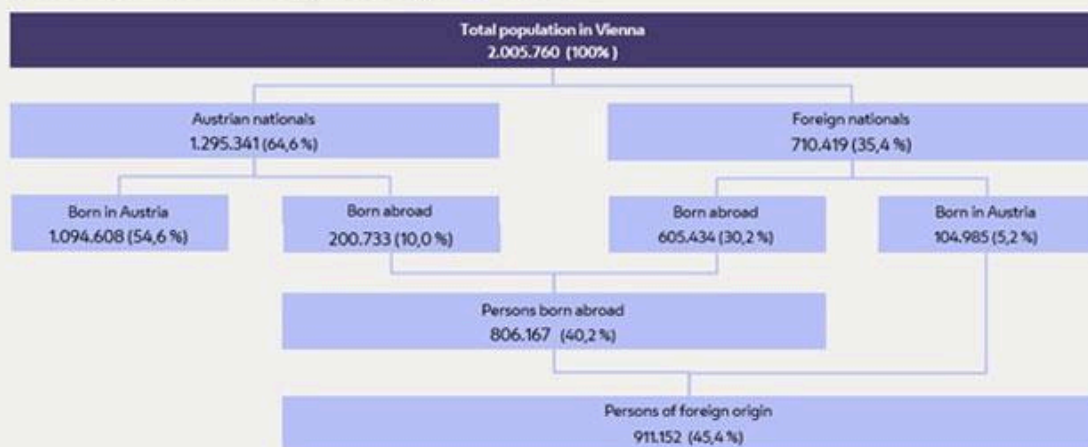 Total population in Vienna
2.005.760 (100% )
Austrian nationals
1.295.341 (64,6 %)
Foreign nationals
710.419 (35,4 %)
Born in Austria
1.094.608 (54,6 %)
Born abroad
200.733 (10,0 %)
Born abroad
605.434 (30,2 %)
Born in Austria
104.985 (5,2 %)
Persons born abroad
806.167 (40,2 %)
Persons of foreign origin
911.152 (45,4 %)